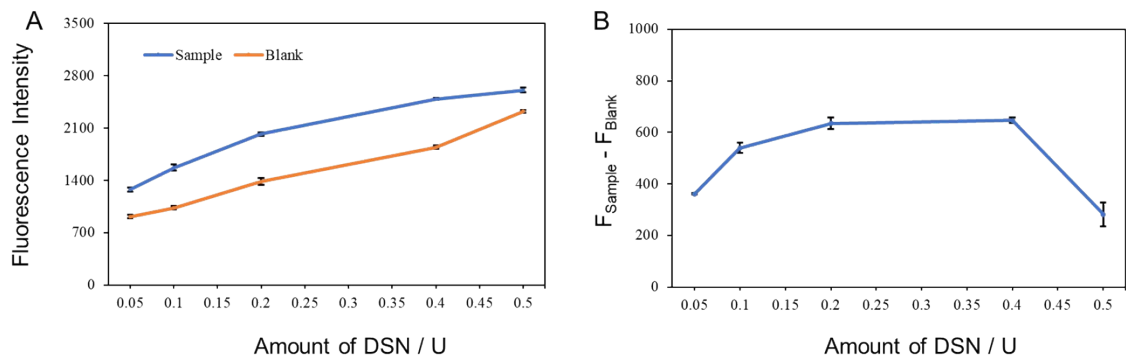 A
Fluorescence Intensity
3500
2800
2100
1400
700
0
Sample
Blank
0.05 0.1 0.15 0.2 0.25 0.3 0.35 0.4 0.45 0.5
Amount of DSN / U
B
FSample - FBlank
1000
800
600
400
200
0
0.05 0.1 0.15 0.2 0.25 0.3 0.35 0.4 0.45 0.5
Amount of DSN / U